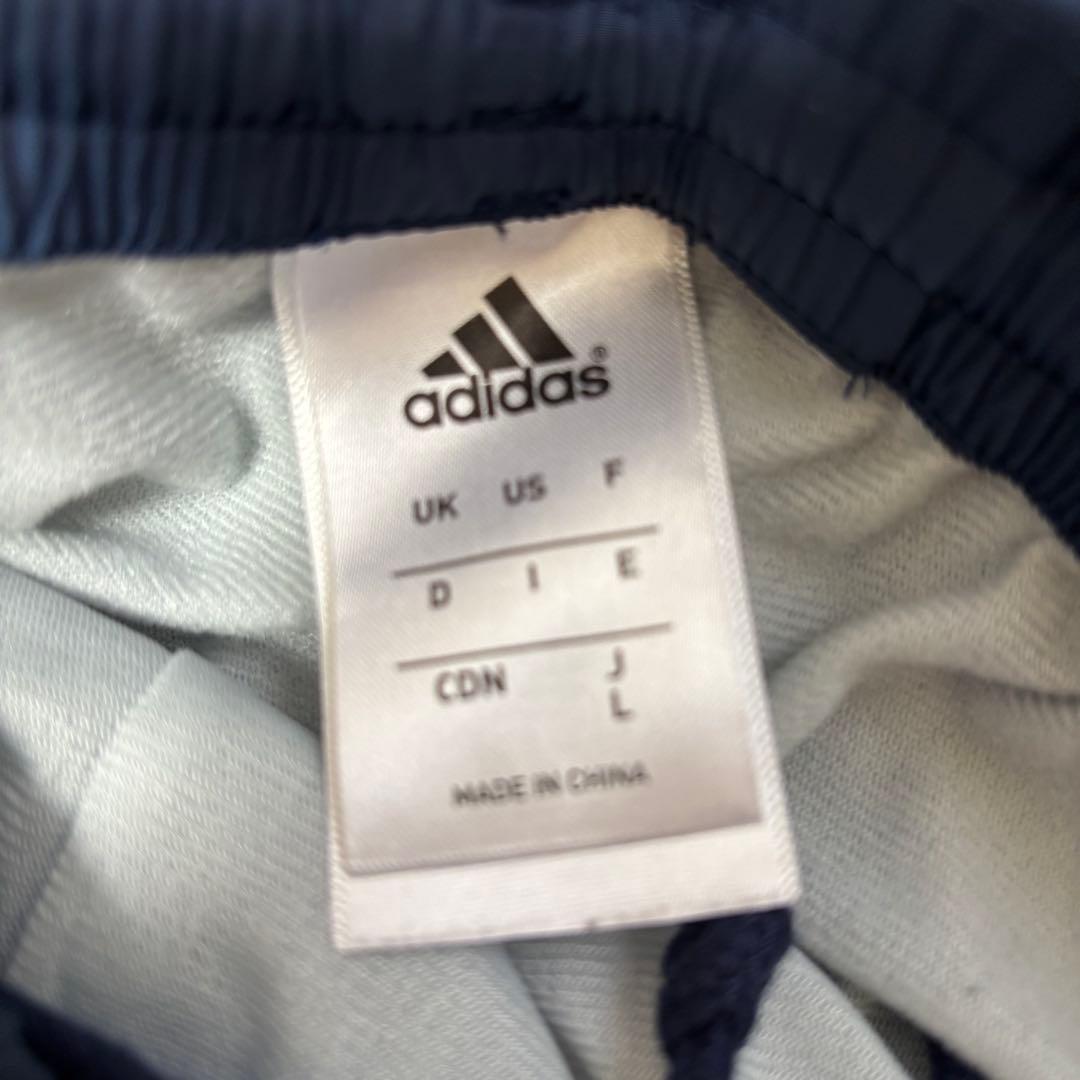 adidas®
UK US F
D I E
CDN J
L
MADE IN CHINA